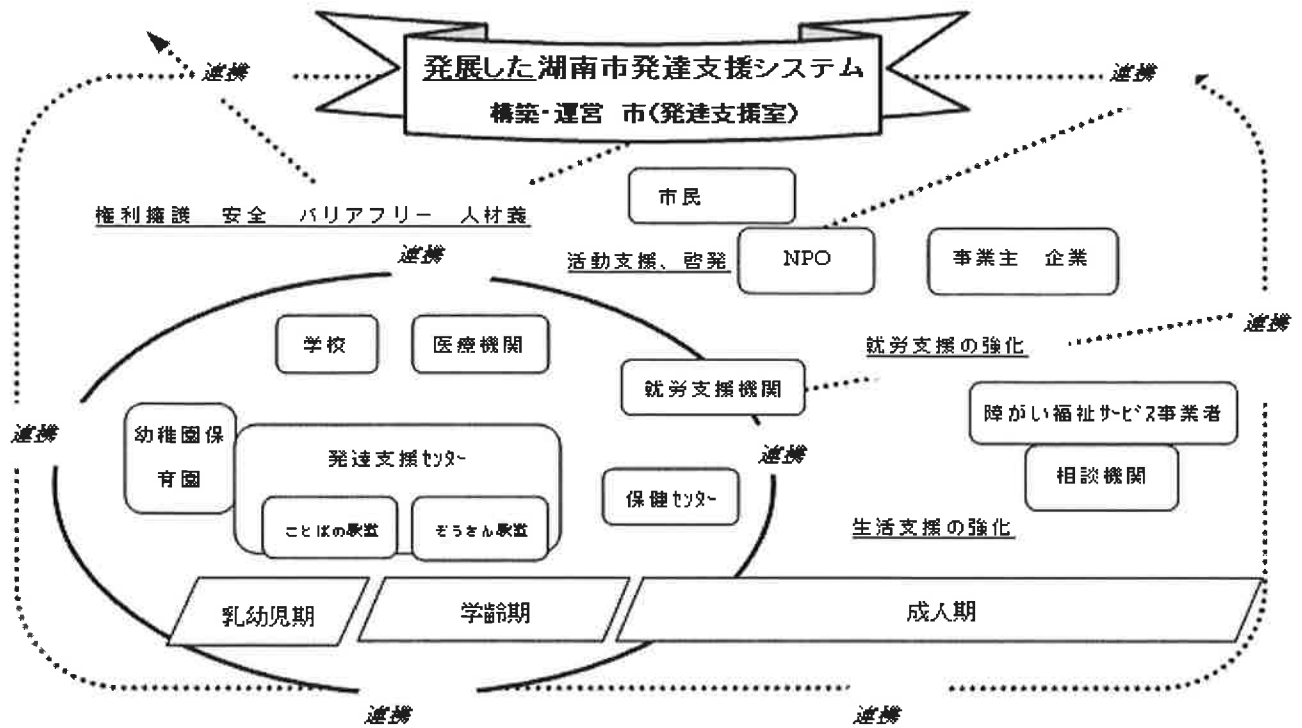 発展した湖南市発達支援システム
構築・運営　市(発達支援室)
連携
連携
市民
権利擁護　安全　バリアフリー　人材養
連携
活動支援、啓発
NPO
事業主　企業
連携
学校
医療機関
就労支援の強化
就労支援機関
障がい福祉サービス事業者
連携
幼稚園保
育園
発達支援センター
連携
相談機関
保健センター
ことばの教室
ぞうさん教室
生活支援の強化
乳幼児期
学齢期
成人期
連携
連携